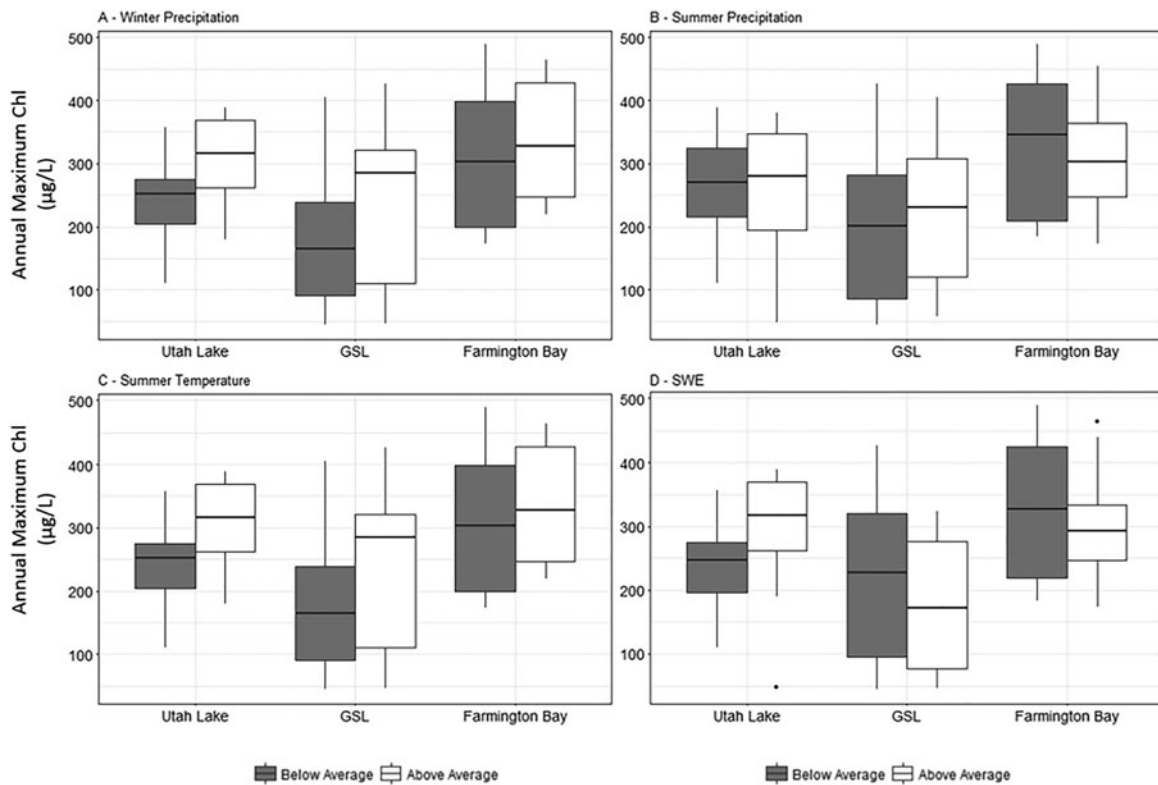 A - Winter Precipitation
Annual Maximum Chl
(µg/L)
500
400
300
200
100
Utah Lake GSL Farmington Bay
B - Summer Precipitation
500
400
300
200
100
Utah Lake GSL Farmington Bay
C - Summer Temperature
Annual Maximum Chl
(µg/L)
500
400
300
200
100
Utah Lake GSL Farmington Bay
D - SWE
500
400
300
200
100
Utah Lake GSL Farmington Bay
Below Average Above Average
Below Average Above Average